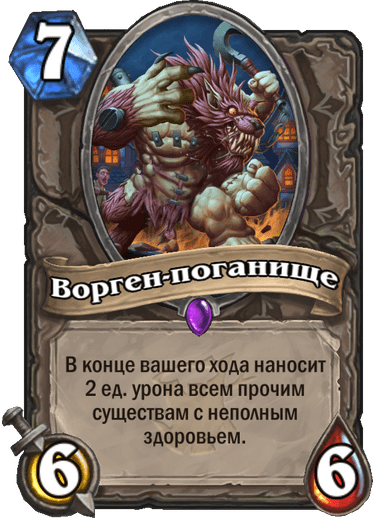 7
Ворген-поганище
В конце вашего хода наносит
2 ед. урона всем прочим
существам с неполным
здоровьем.
6 6